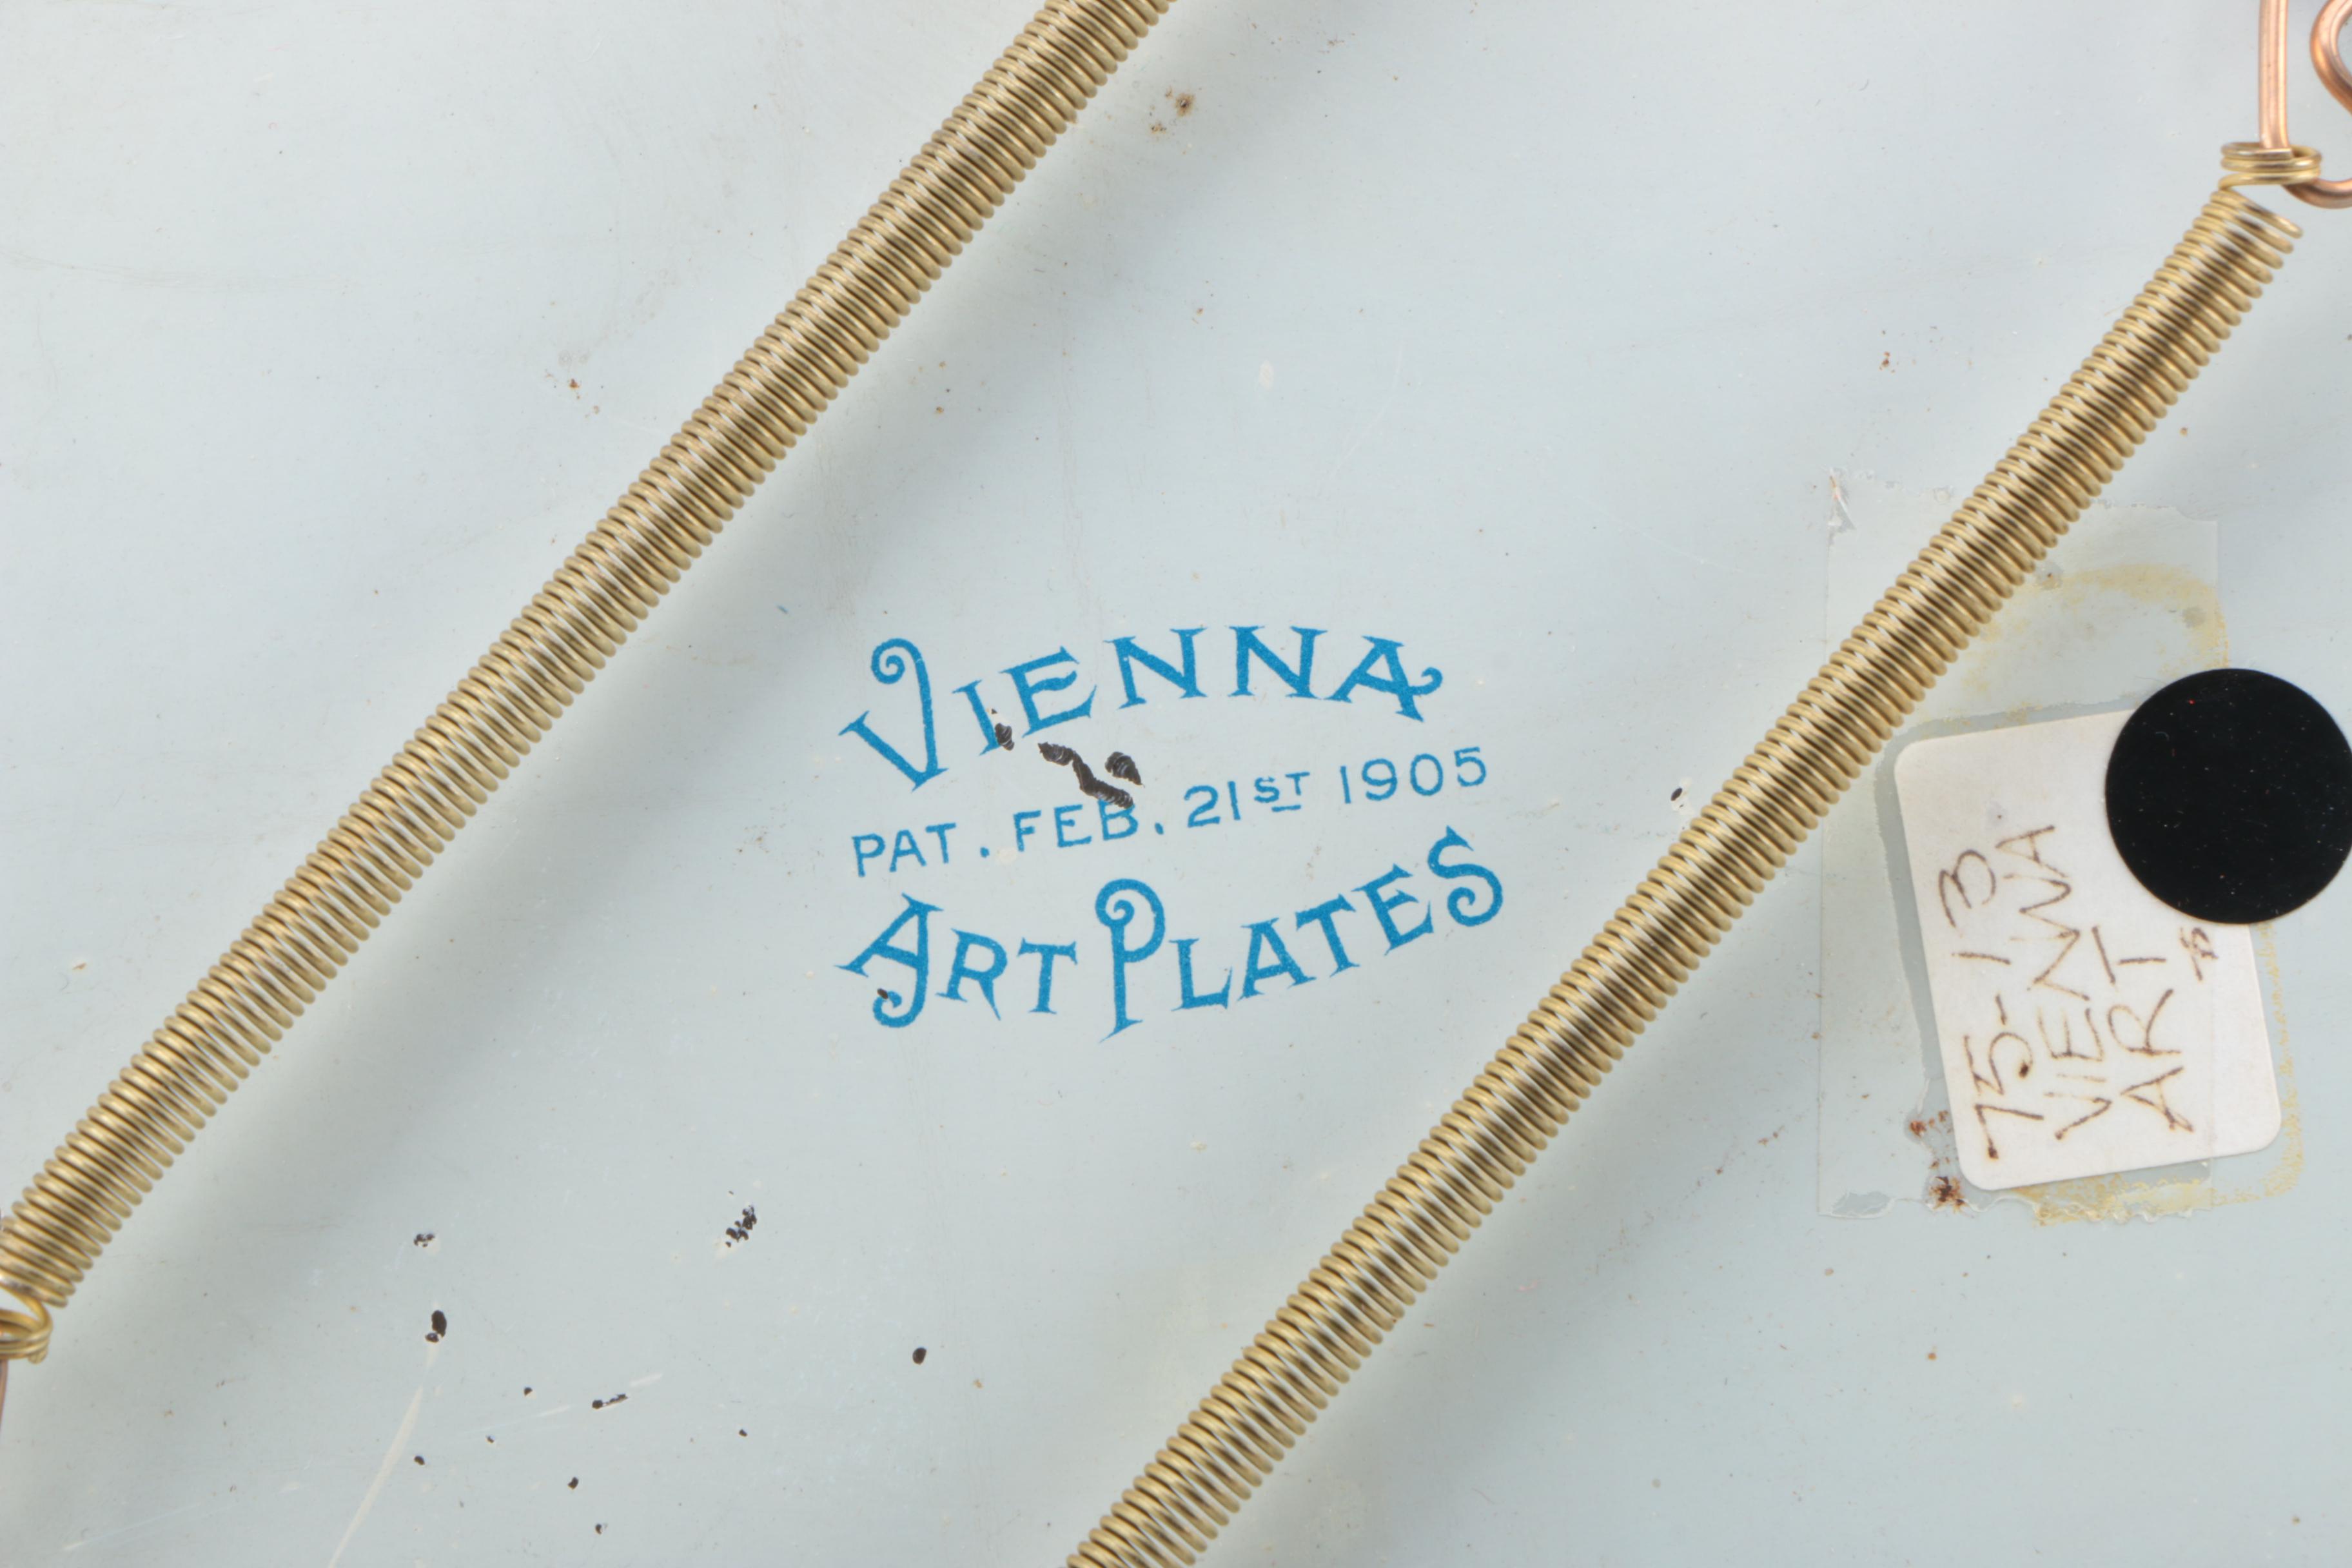 VIENNA
PAT. FEB. 21ST 1905
ART PLATES
75-13
VIENNA
ART